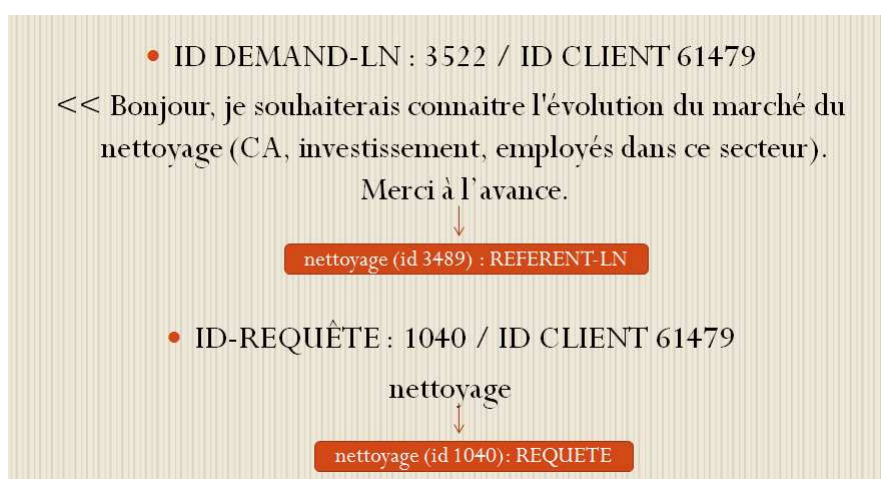 • ID DEMAND-LN : 3522 / ID CLIENT 61479
<< Bonjour, je souhaiterais connaitre l'évolution du marché du
nettoyage (CA, investissement, employés dans ce secteur).
Merci à l'avance.
nettoyage (id 3489) : REFERENT-LN
• ID-REQUÊTE : 1040 / ID CLIENT 61479
nettoyage
nettoyage (id 1040): REQUETE